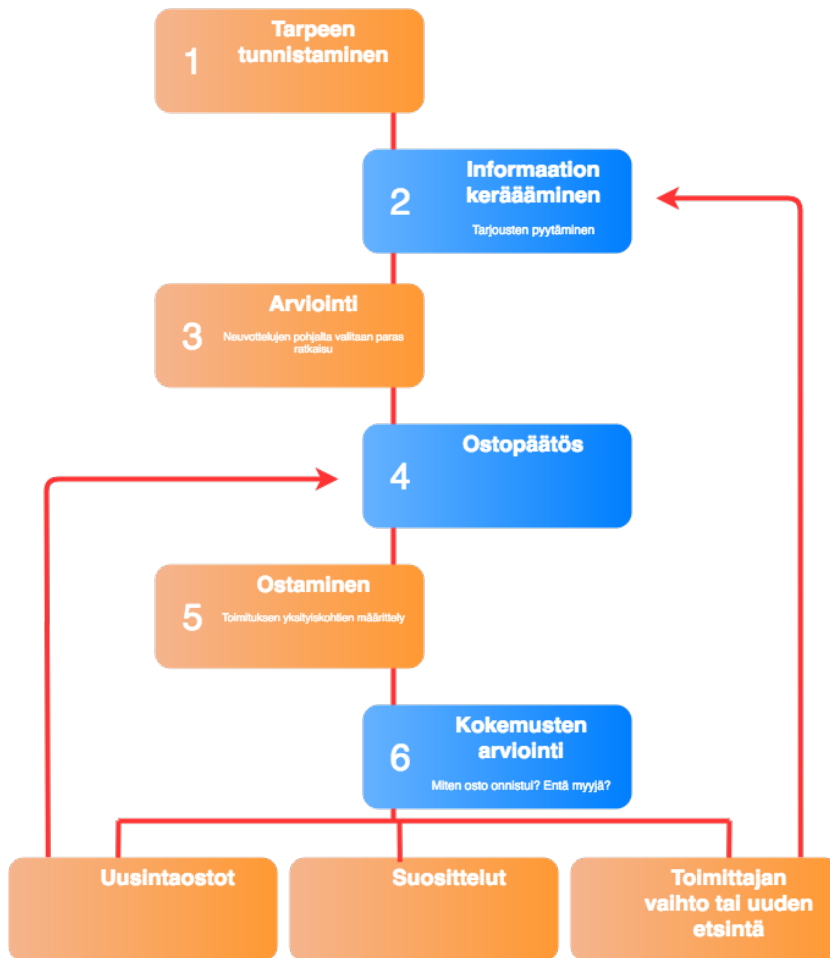 1
Tarpeen
tunnistaminen
2
Informaation
keräääminen
Tarjousten pyytäminen
3
Arviointi
Neuvottelujen pohjalta valitaan paras
ratkaisu
4
Ostopäätös
5
Ostaminen
Toimituksen yksityiskohtien määrittely
6
Kokemusten
arviointi
Miten osto onnistui? Entä myyjä?
Uusintaostot
Suosittelut
Toimittajan
vaihto tai uuden
etsintä